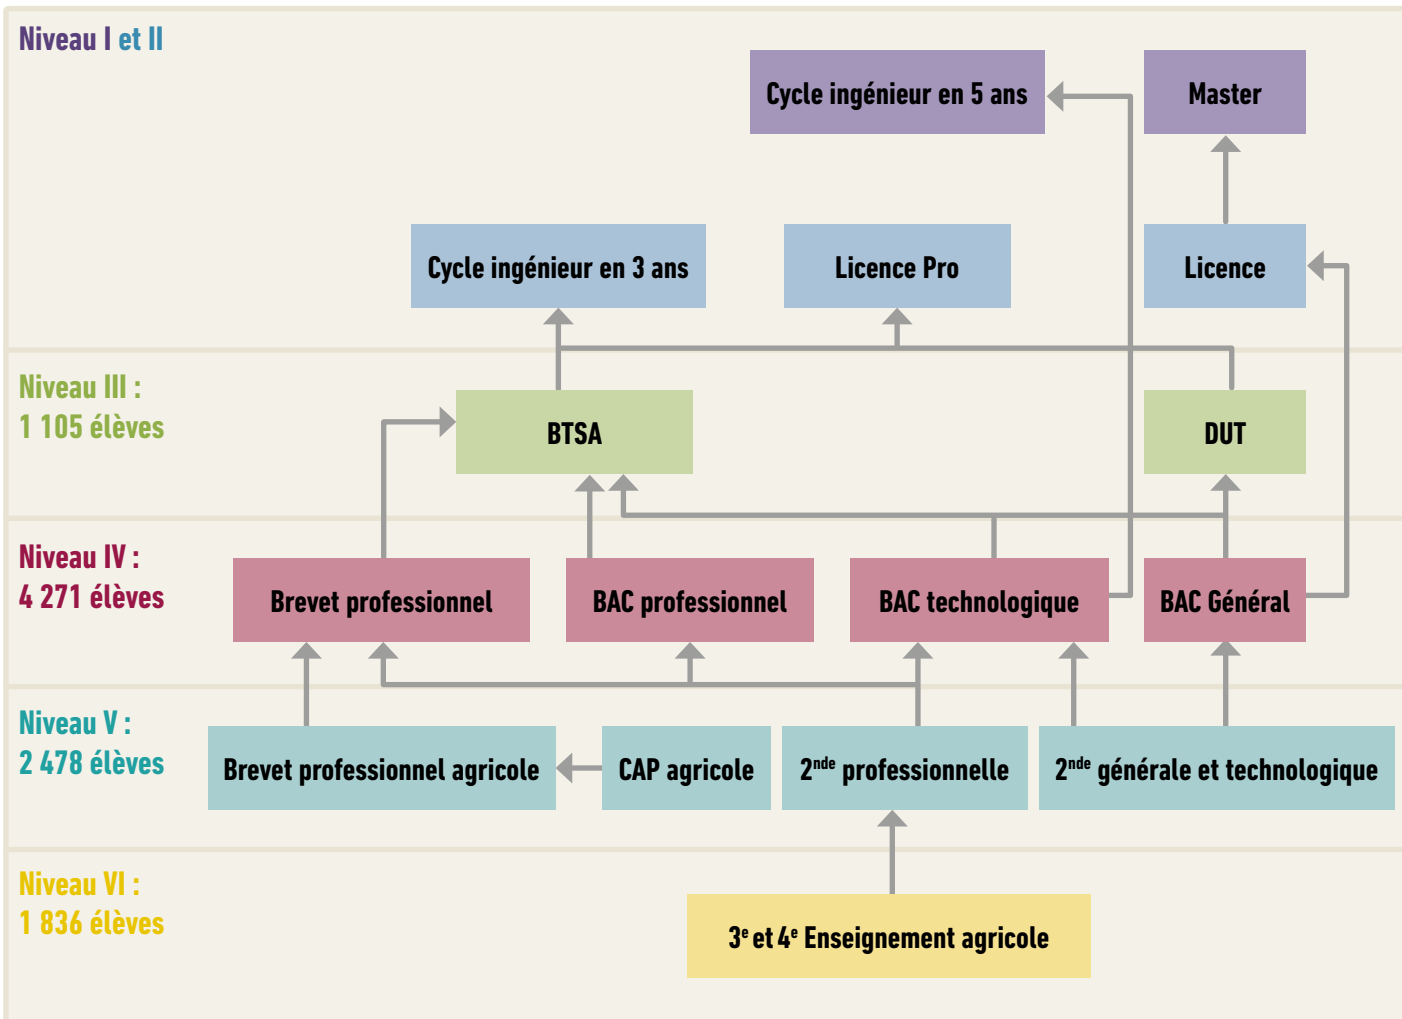 Niveau I et II
Cycle ingénieur en 5 ans
Master
Cycle ingénieur en 3 ans
Licence Pro
Licence
Niveau III :
1 105 élèves
BTSA
DUT
Niveau IV :
4 271 élèves
Brevet professionnel
BAC professionnel
BAC technologique
BAC Général
Niveau V :
2 478 élèves
Brevet professionnel agricole
CAP agricole
2nde professionnelle
2nde générale et technologique
Niveau VI :
1 836 élèves
3e et 4e Enseignement agricole